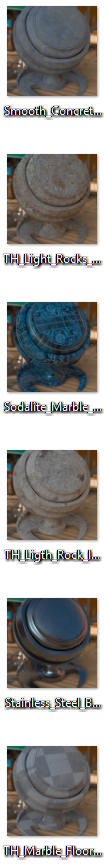 Smooth_Concret...
TH_Light_Rocks_...
Sodalite_Marble_...
TH_Ligth_Rock_I...
Stainless_Steel_B...
TH_Marble_Floor...